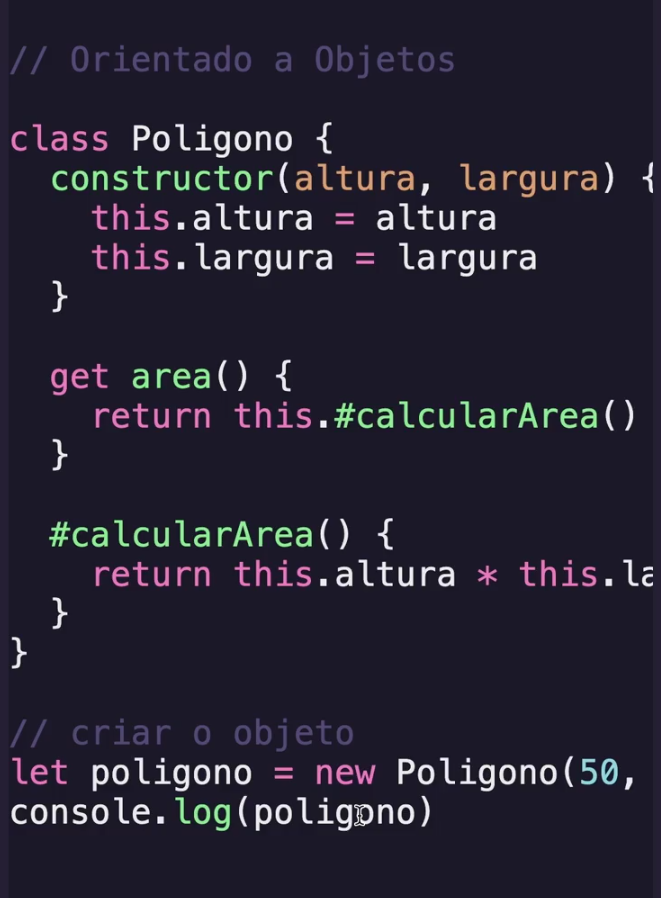 // Orientado a Objetos
class Poligono {
constructor(altura, largura) {
this.altura = altura
this.largura = largura
}
get area() {
return this.#calcularArea()
}
#calcularArea() {
return this.altura * this.la
}
}
// criar o objeto
let poligono = new Poligono(50,
console.log(poligono)